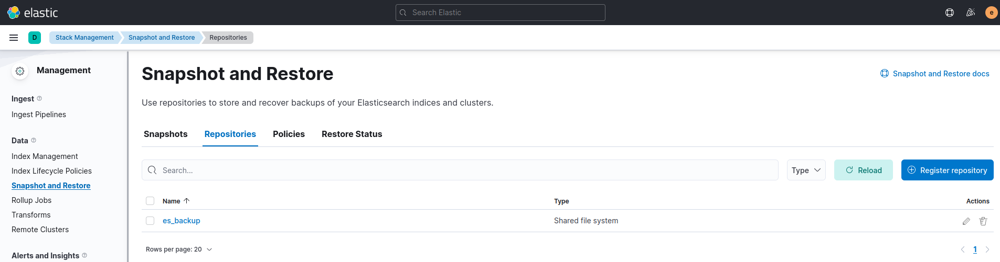 elastic
Search Elastic
e
D
Stack Management
Snapshot and Restore
Repositories
Management
Ingest
Ingest Pipelines
Data
Index Management
Index Lifecycle Policies
Snapshot and Restore
Rollup Jobs
Transforms
Remote Clusters
Alerts and Insights
Snapshot and Restore
Snapshot and Restore docs
Use repositories to store and recover backups of your Elasticsearch indices and clusters.
Snapshots
Repositories
Policies
Restore Status
Search...
Type
Reload
Register repository
Name
Type
Actions
es_backup
Shared file system
Rows per page: 20
1